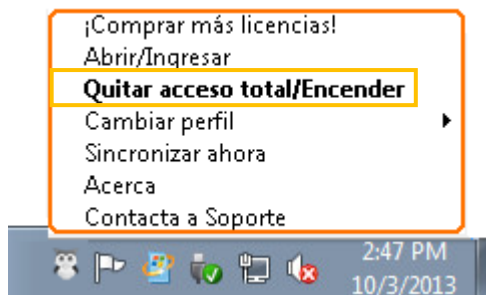 ¡Comprar más licencias!
Abrir/Ingresar
Quitar acceso total/Encender
Cambiar perfil
Sincronizar ahora
Acerca
Contacta a Soporte
2:47 PM
10/3/2013